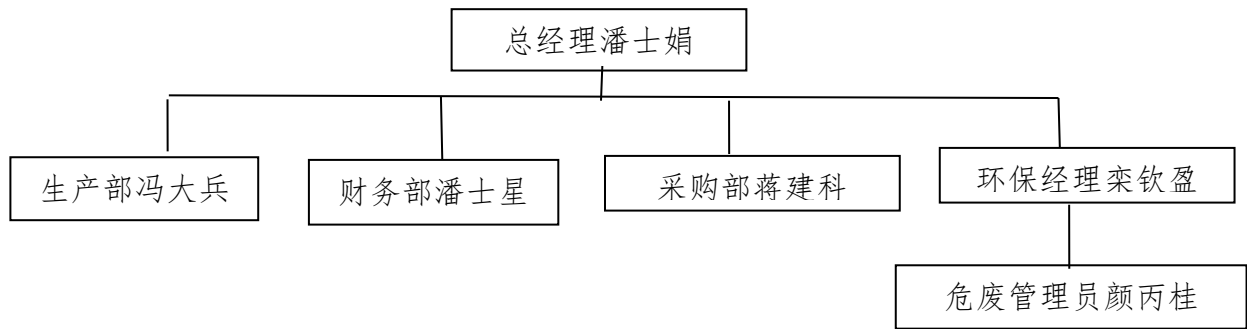 总经理潘士娟
生产部冯大兵
财务部潘士星
采购部蒋建科
环保经理栾钦盈
危废管理员颜丙桂